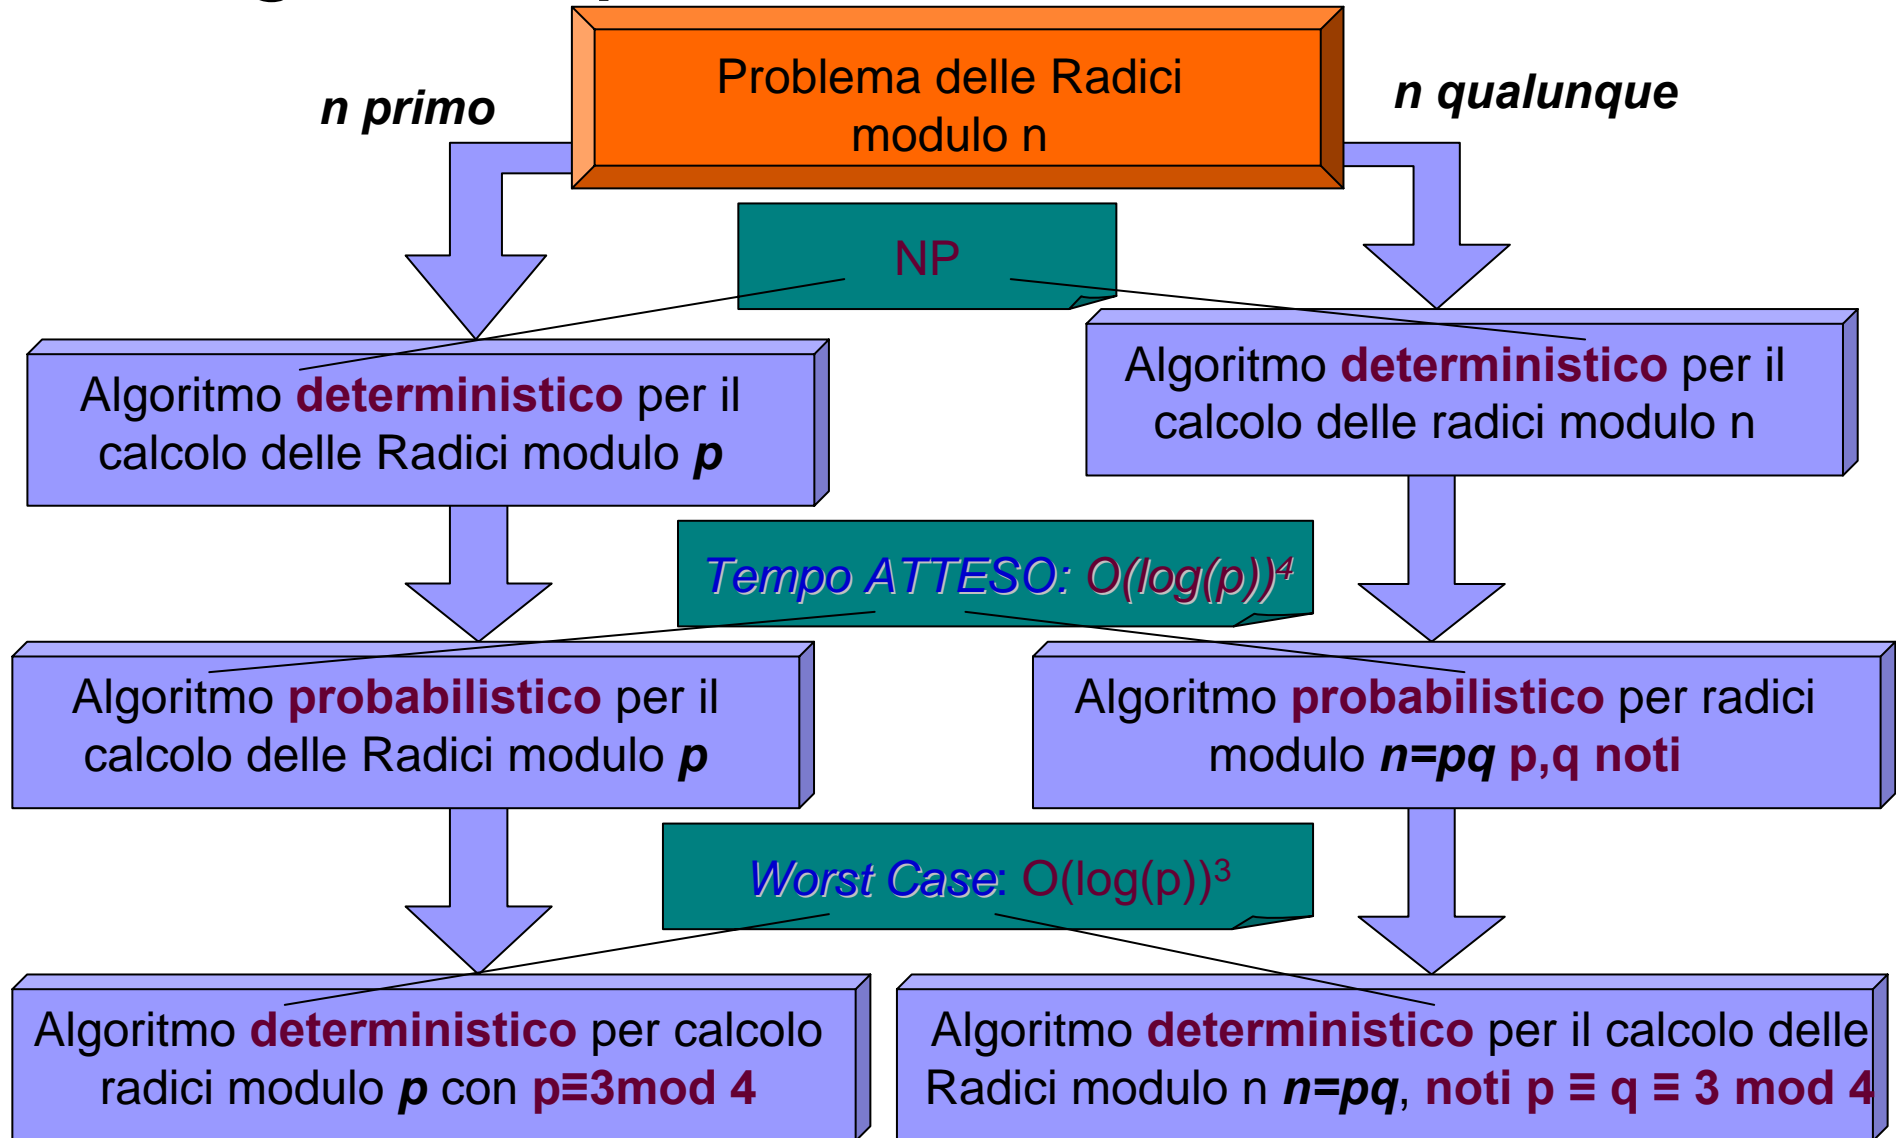 Problema delle Radici
modulo n
n primo
n qualunque
NP
Algoritmo deterministico per il
calcolo delle Radici modulo p
Algoritmo deterministico per il
calcolo delle radici modulo n
Tempo ATTESO: O(log(p))⁴
Algoritmo probabilistico per il
calcolo delle Radici modulo p
Algoritmo probabilistico per radici
modulo n=pq p,q noti
Worst Case: O(log(p))³
Algoritmo deterministico per calcolo
radici modulo p con p≡3mod 4
Algoritmo deterministico per il calcolo delle
Radici modulo n n=pq, noti p ≡ q ≡ 3 mod 4